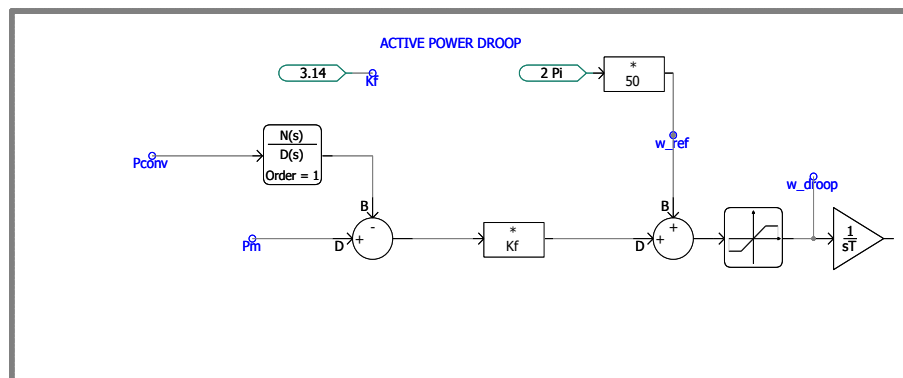 ACTIVE POWER DROOP
3.14
Kf
2 Pi
*
50
w_ref
Pconv
N(s)
D(s)
Order = 1
B
-
Pm
D
+
*
Kf
B
+
D
+
w_droop
1
sT